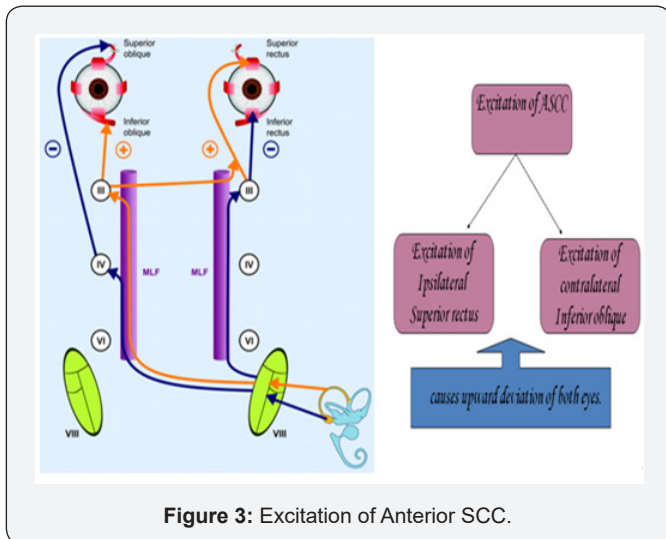 Superior
oblique
Superior
rectus
Inferior
oblique
Inferior
rectus
−
+
+
−
III
III
IV
MLF
MLF
IV
VI
VI
VIII
VIII
Excitation of ASCC
Excitation of
Ipsilateral
Superior rectus
Excitation of
contralateral
Inferior oblique
causes upward deviation of both eyes.
Figure 3: Excitation of Anterior SCC.